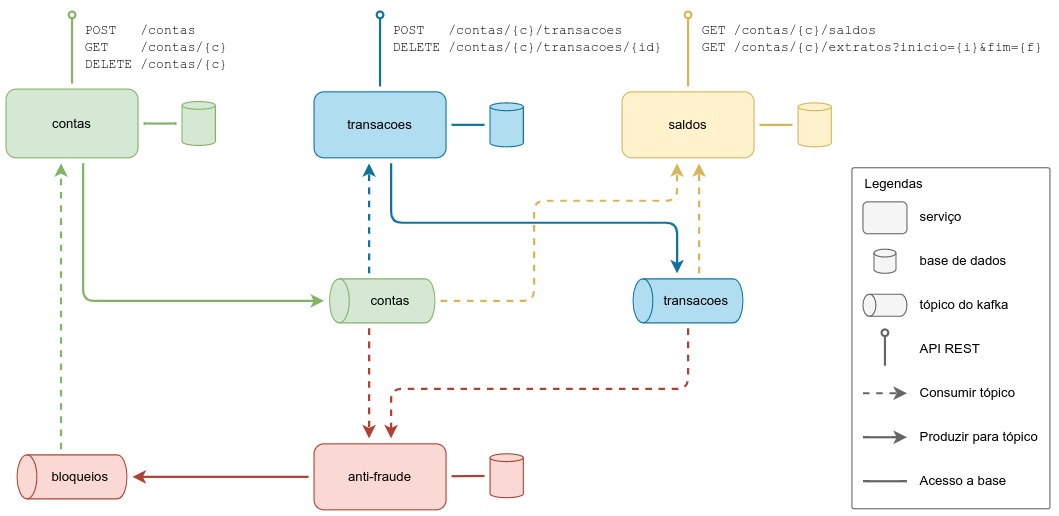 POST   /contas
GET    /contas/{c}
DELETE /contas/{c}
POST   /contas/{c}/transacoes
DELETE /contas/{c}/transacoes/{id}
GET /contas/{c}/saldos
GET /contas/{c}/extratos?inicio={i}&fim={f}
contas
transacoes
saldos
contas
transacoes
bloqueios
anti-fraude
Legendas
serviço
base de dados
tópico do kafka
API REST
Consumir tópico
Produzir para tópico
Acesso a base